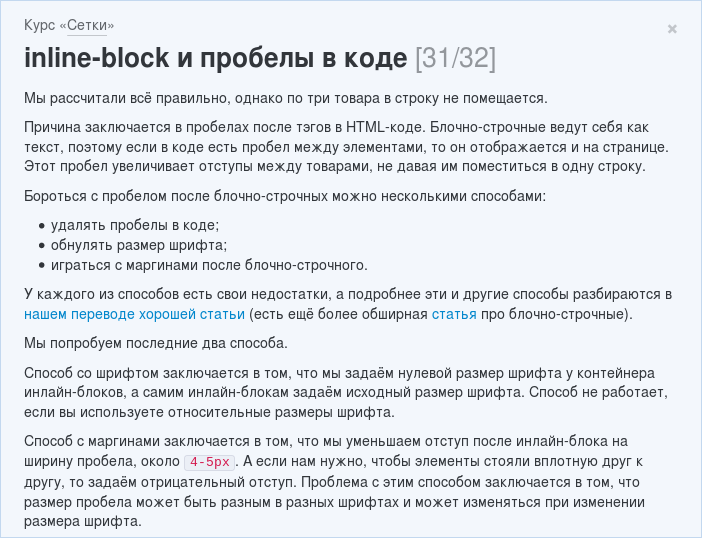 Курс «Сетки»
×
inline-block и пробелы в коде [31/32]
Мы рассчитали всё правильно, однако по три товара в строку не помещается.
Причина заключается в пробелах после тэгов в HTML-коде. Блочно-строчные ведут себя как
текст, поэтому если в коде есть пробел между элементами, то он отображается и на странице.
Этот пробел увеличивает отступы между товарами, не давая им поместиться в одну строку.
Бороться с пробелом после блочно-строчных можно несколькими способами:
• удалять пробелы в коде;
• обнулять размер шрифта;
• играться с маргинами после блочно-строчного.
У каждого из способов есть свои недостатки, а подробнее эти и другие способы разбираются в
нашем переводе хорошей статьи (есть ещё более обширная статья про блочно-строчные).
Мы попробуем последние два способа.
Способ со шрифтом заключается в том, что мы задаём нулевой размер шрифта у контейнера
инлайн-блоков, а самим инлайн-блокам задаём исходный размер шрифта. Способ не работает,
если вы используете относительные размеры шрифта.
Способ с маргинами заключается в том, что мы уменьшаем отступ после инлайн-блока на
ширину пробела, около 4-5px. А если нам нужно, чтобы элементы стояли вплотную друг к
другу, то задаём отрицательный отступ. Проблема с этим способом заключается в том, что
размер пробела может быть разным в разных шрифтах и может изменяться при изменении
размера шрифта.